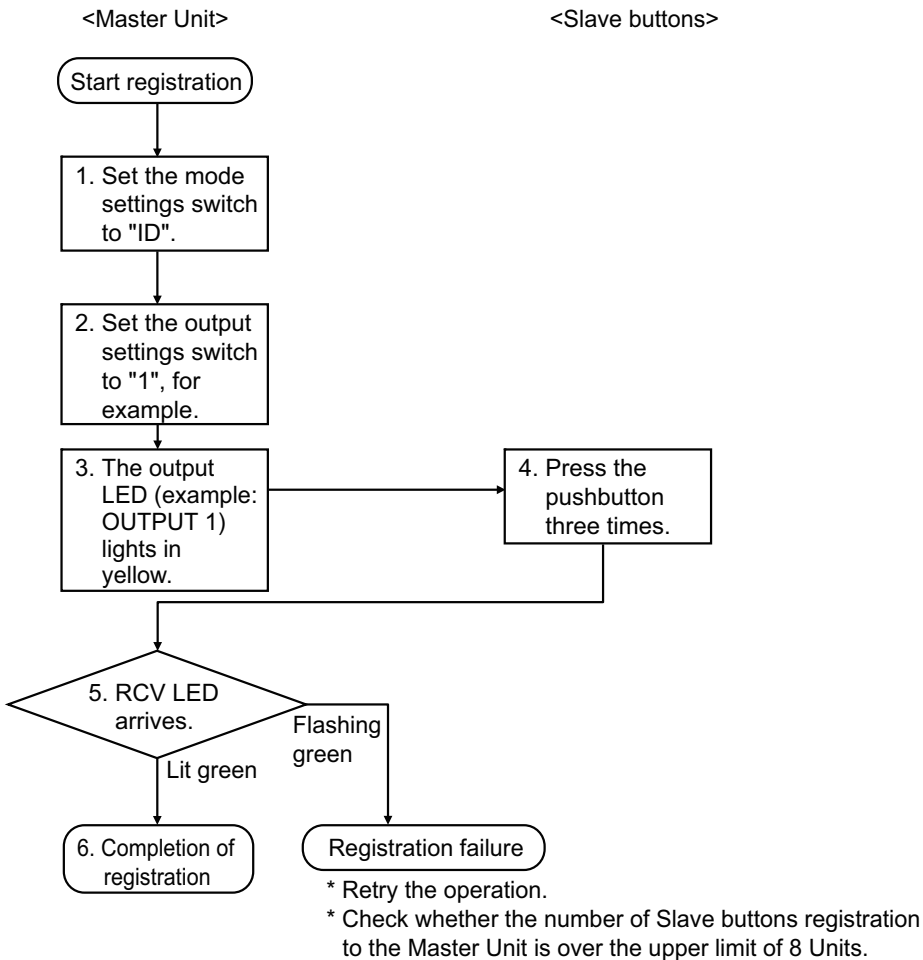 <Master Unit>
<Slave buttons>
Start registration
1. Set the mode
settings switch
to "ID".
2. Set the output
settings switch
to "1", for
example.
3. The output
LED (example:
OUTPUT 1)
lights in
yellow.
4. Press the
pushbutton
three times.
5. RCV LED
arrives.
Flashing
green
Lit green
6. Completion of
registration
Registration failure
* Retry the operation.
* Check whether the number of Slave buttons registration
to the Master Unit is over the upper limit of 8 Units.